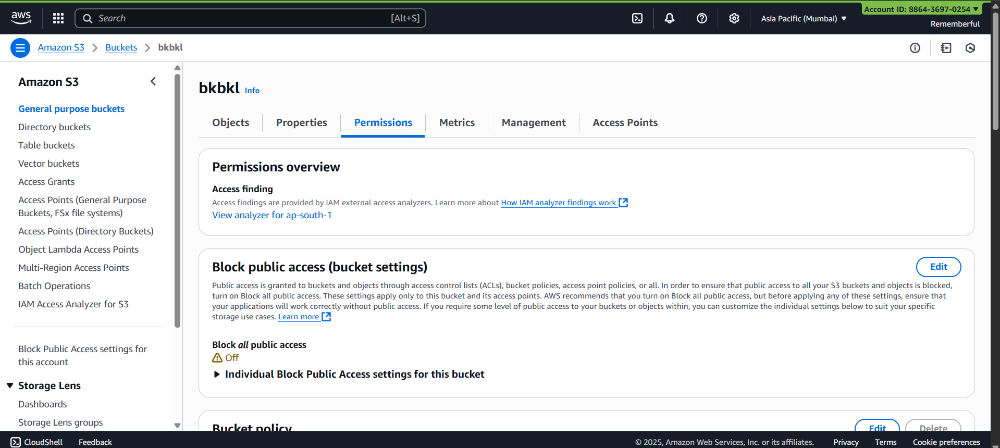 aws
Search
[Alt+S]
Asia Pacific (Mumbai)
Account ID: 8864-3697-0254
Rememberful
Amazon S3
Buckets
bkbkl
Amazon S3
General purpose buckets
Directory buckets
Table buckets
Vector buckets
Access Grants
Access Points (General Purpose
Buckets, FSx file systems)
Access Points (Directory Buckets)
Object Lambda Access Points
Multi-Region Access Points
Batch Operations
IAM Access Analyzer for S3
Block Public Access settings for
this account
Storage Lens
Dashboards
Storage Lens groups
bkbkl Info
Objects
Properties
Permissions
Metrics
Management
Access Points
Permissions overview
Access finding
Access findings are provided by IAM external access analyzers. Learn more about How IAM analyzer findings work
View analyzer for ap-south-1
Block public access (bucket settings)
Edit
Public access is granted to buckets and objects through access control lists (ACLs), bucket policies, access point policies, or all. In order to ensure that public access to all your S3 buckets and objects is blocked,
turn on Block all public access. These settings apply only to this bucket and its access points. AWS recommends that you turn on Block all public access, but before applying any of these settings, ensure that
your applications will work correctly without public access. If you require some level of public access to your buckets or objects within, you can customize the individual settings below to suit your specific
storage use cases. Learn more
Block all public access
Off
Individual Block Public Access settings for this bucket
Bucket policy
Edit
Delete
CloudShell
Feedback
© 2025, Amazon Web Services, Inc. or its affiliates.
Privacy
Terms
Cookie preferences